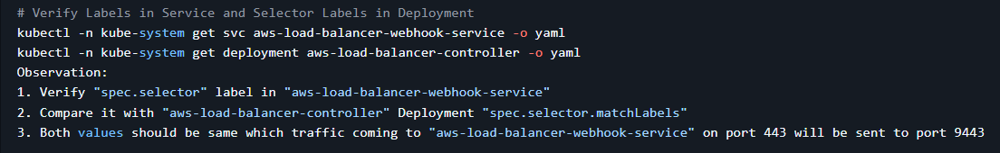 # Verify Labels in Service and Selector Labels in Deployment
kubectl -n kube-system get svc aws-load-balancer-webhook-service -o yaml
kubectl -n kube-system get deployment aws-load-balancer-controller -o yaml
Observation:
1. Verify "spec.selector" label in "aws-load-balancer-webhook-service"
2. Compare it with "aws-load-balancer-controller" Deployment "spec.selector.matchLabels"
3. Both values should be same which traffic coming to "aws-load-balancer-webhook-service" on port 443 will be sent to port 9443